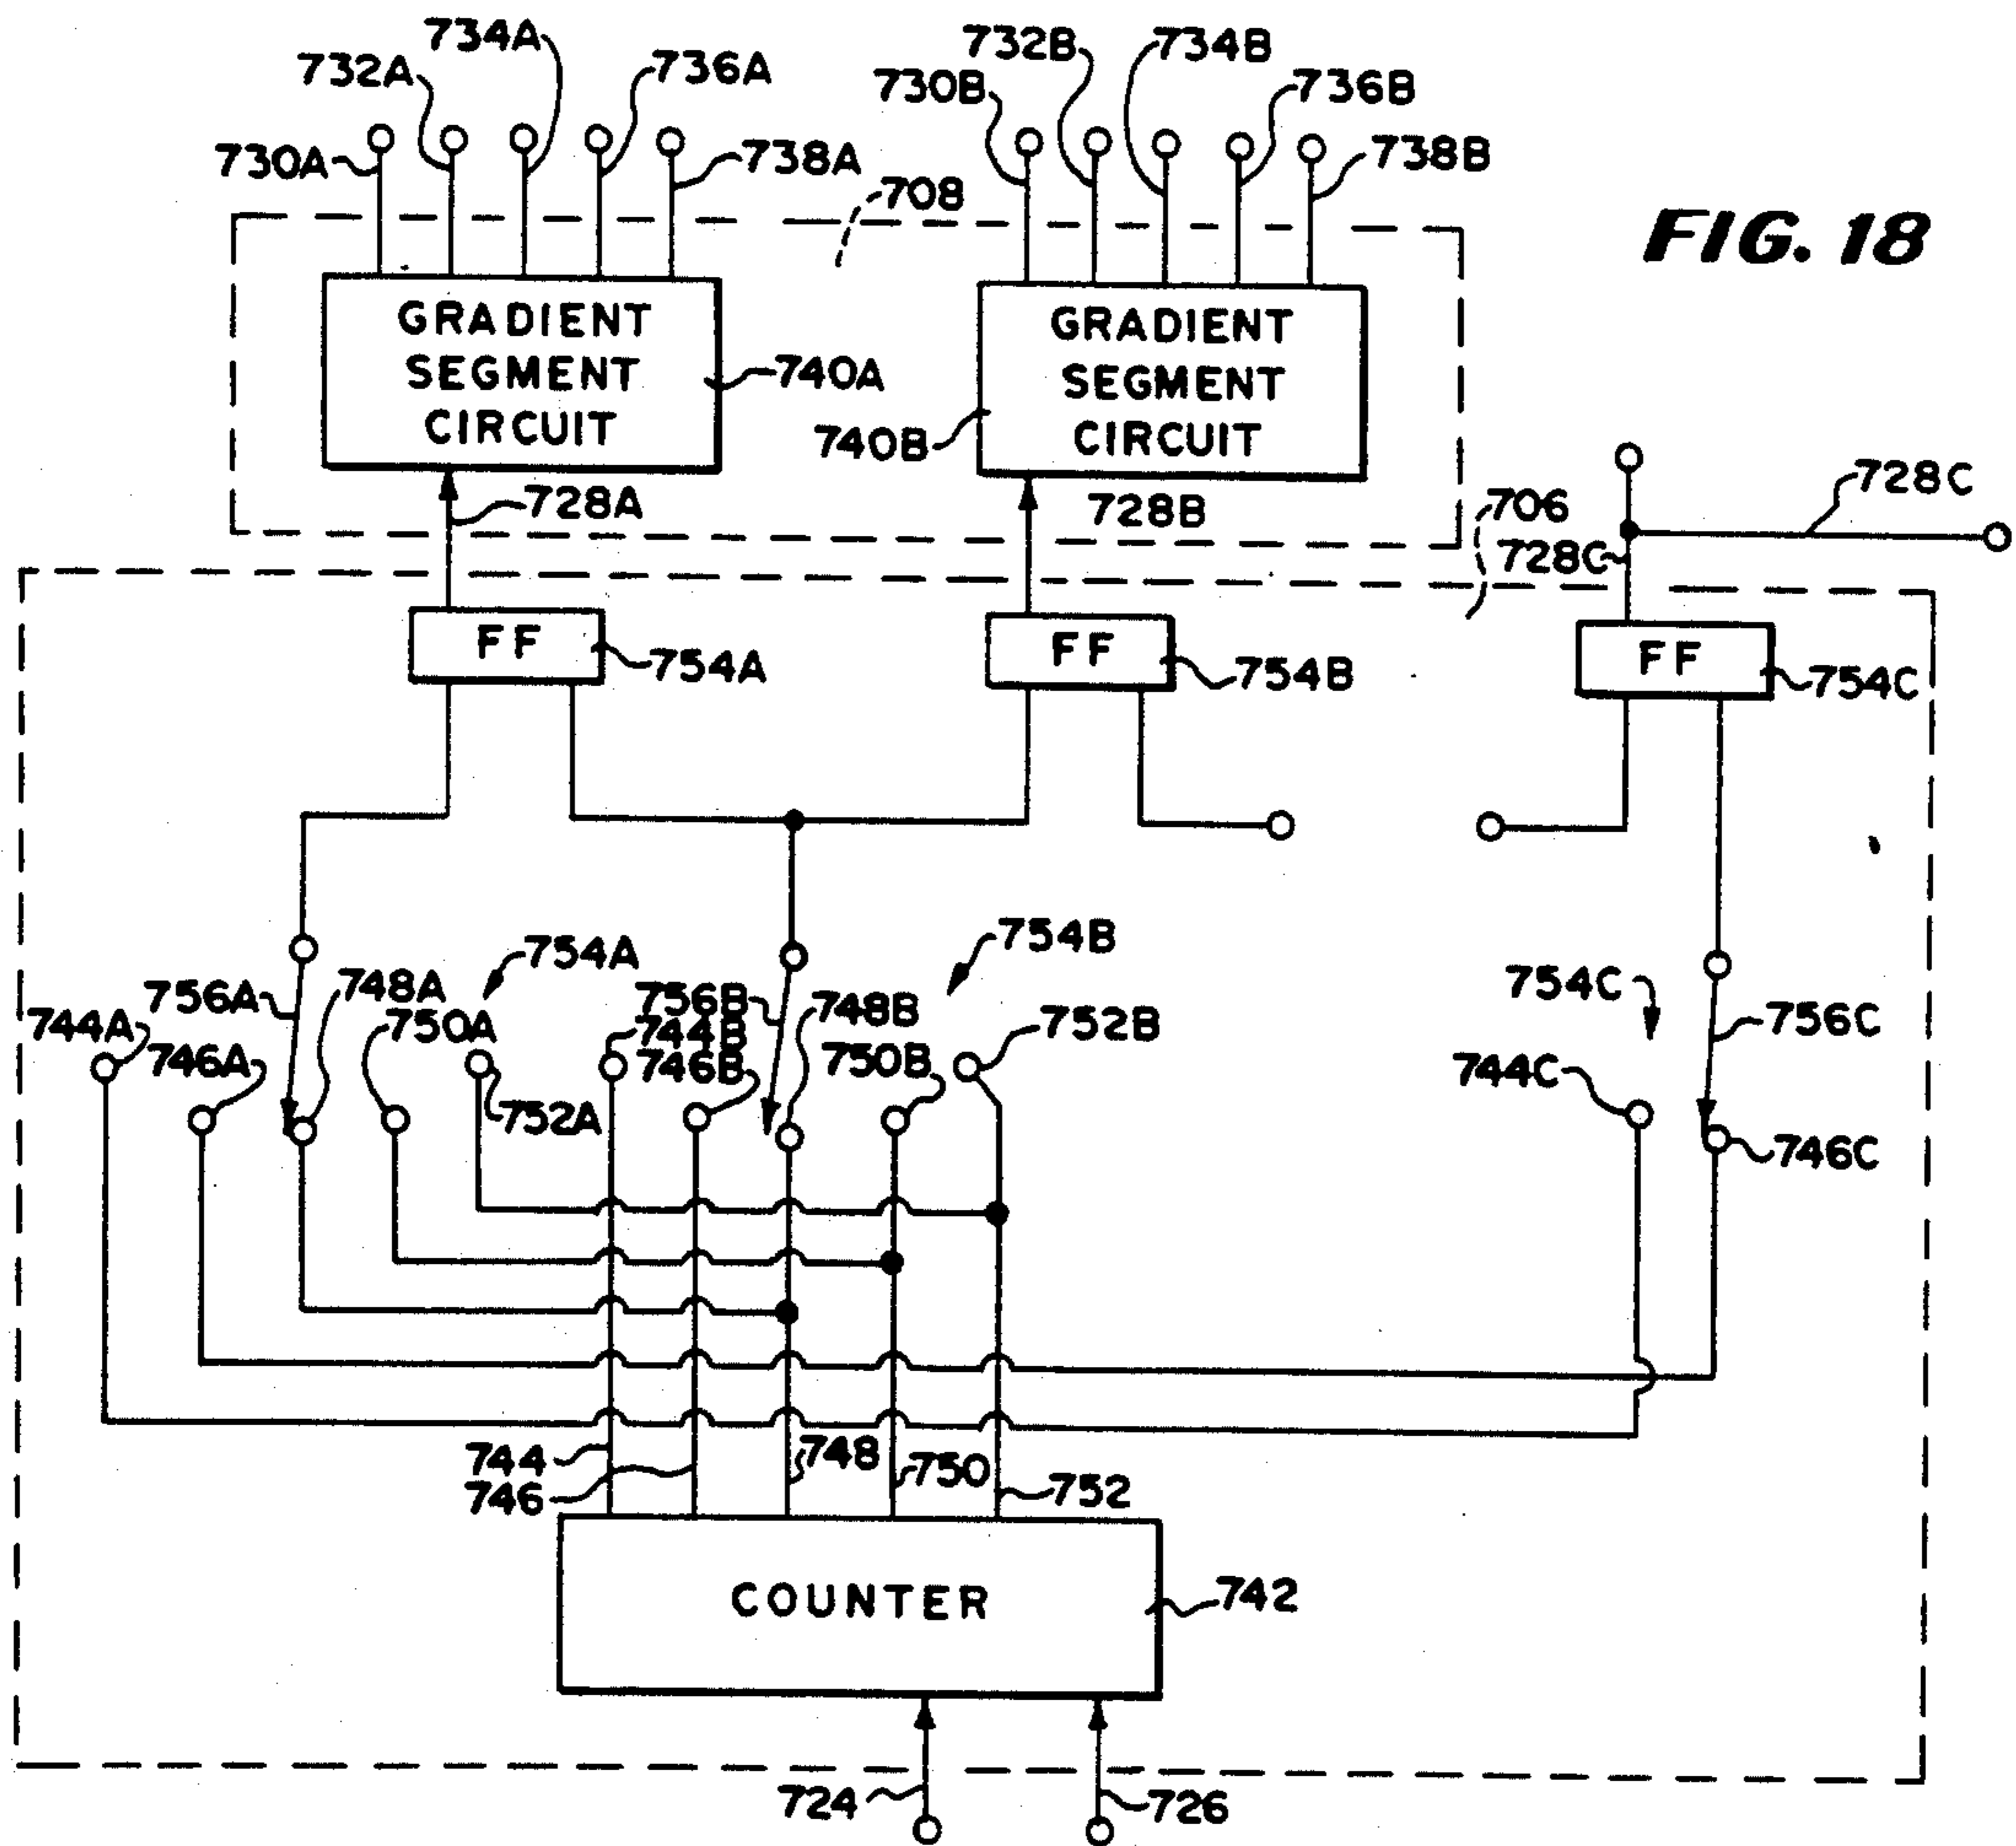 734A
732B
734B
732A
736A
730B
736B
730A
738A
738B
708
FIG. 18
GRADIENT
SEGMENT
CIRCUIT
740A
GRADIENT
SEGMENT
CIRCUIT
740B
728A
728B
706
728C
728C
FF
754A
FF
754B
FF
754C
754A
754B
756A
748A
756B
748B
754C
744A
750A
744B
752B
756C
746A
746B
750B
744C
752A
746C
744
748
750
746
752
COUNTER
742
724
726